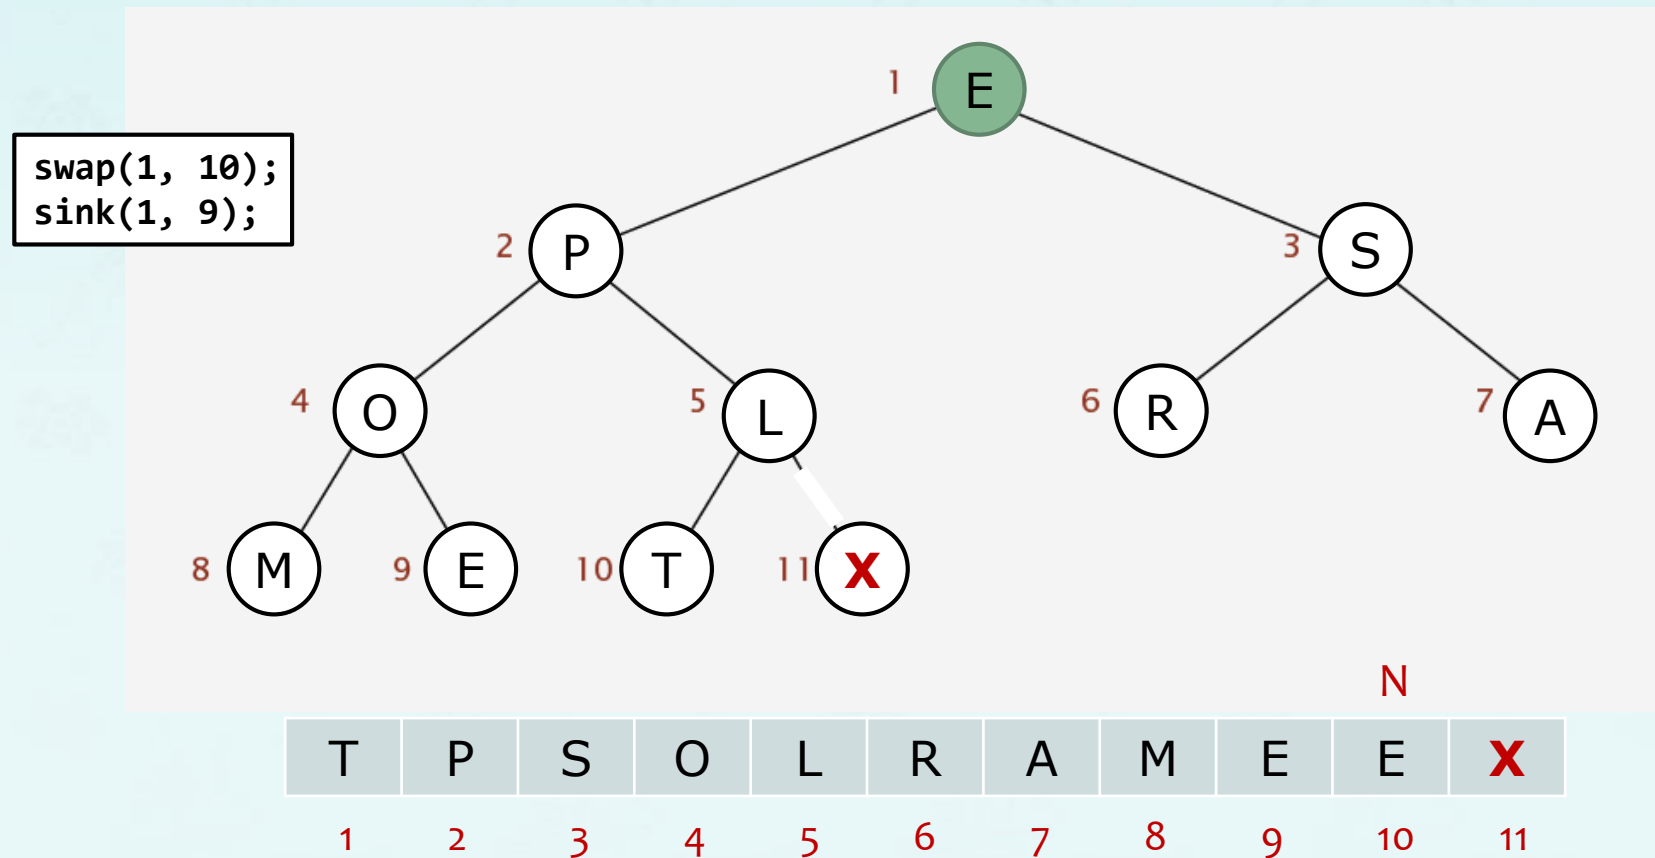 1 E
swap(1, 10);
sink(1, 9);
2 P 3 S
4 O 5 L 6 R 7 A
8 M 9 E 10 T 11 X
N
T P S O L R A M E E X
1 2 3 4 5 6 7 8 9 10 11